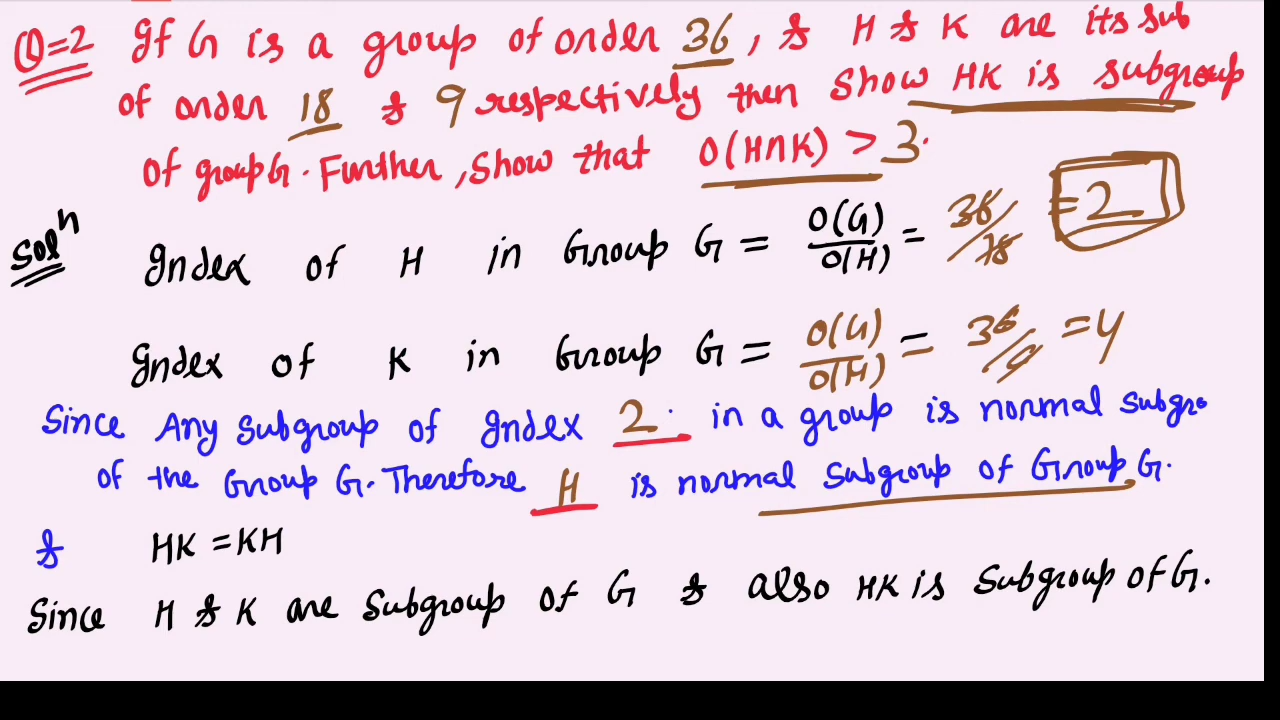 Q=2 If G is a group of order 36, & H & K are its sub
of order 18 & 9 respectively then Show HK is subgroup
of group G. Further, Show that O(H∩K) > 3.
Solⁿ Index of H in Group G = O(G)/O(H) = 36/18 = 2
Index of K in Group G = O(G)/O(H) = 36/9 = 4
Since Any subgroup of Index 2 in a group is normal subgro
of the Group G. Therefore H is normal subgroup of Group G.
& HK = KH
Since H & K are subgroup of G & also HK is subgroup of G.